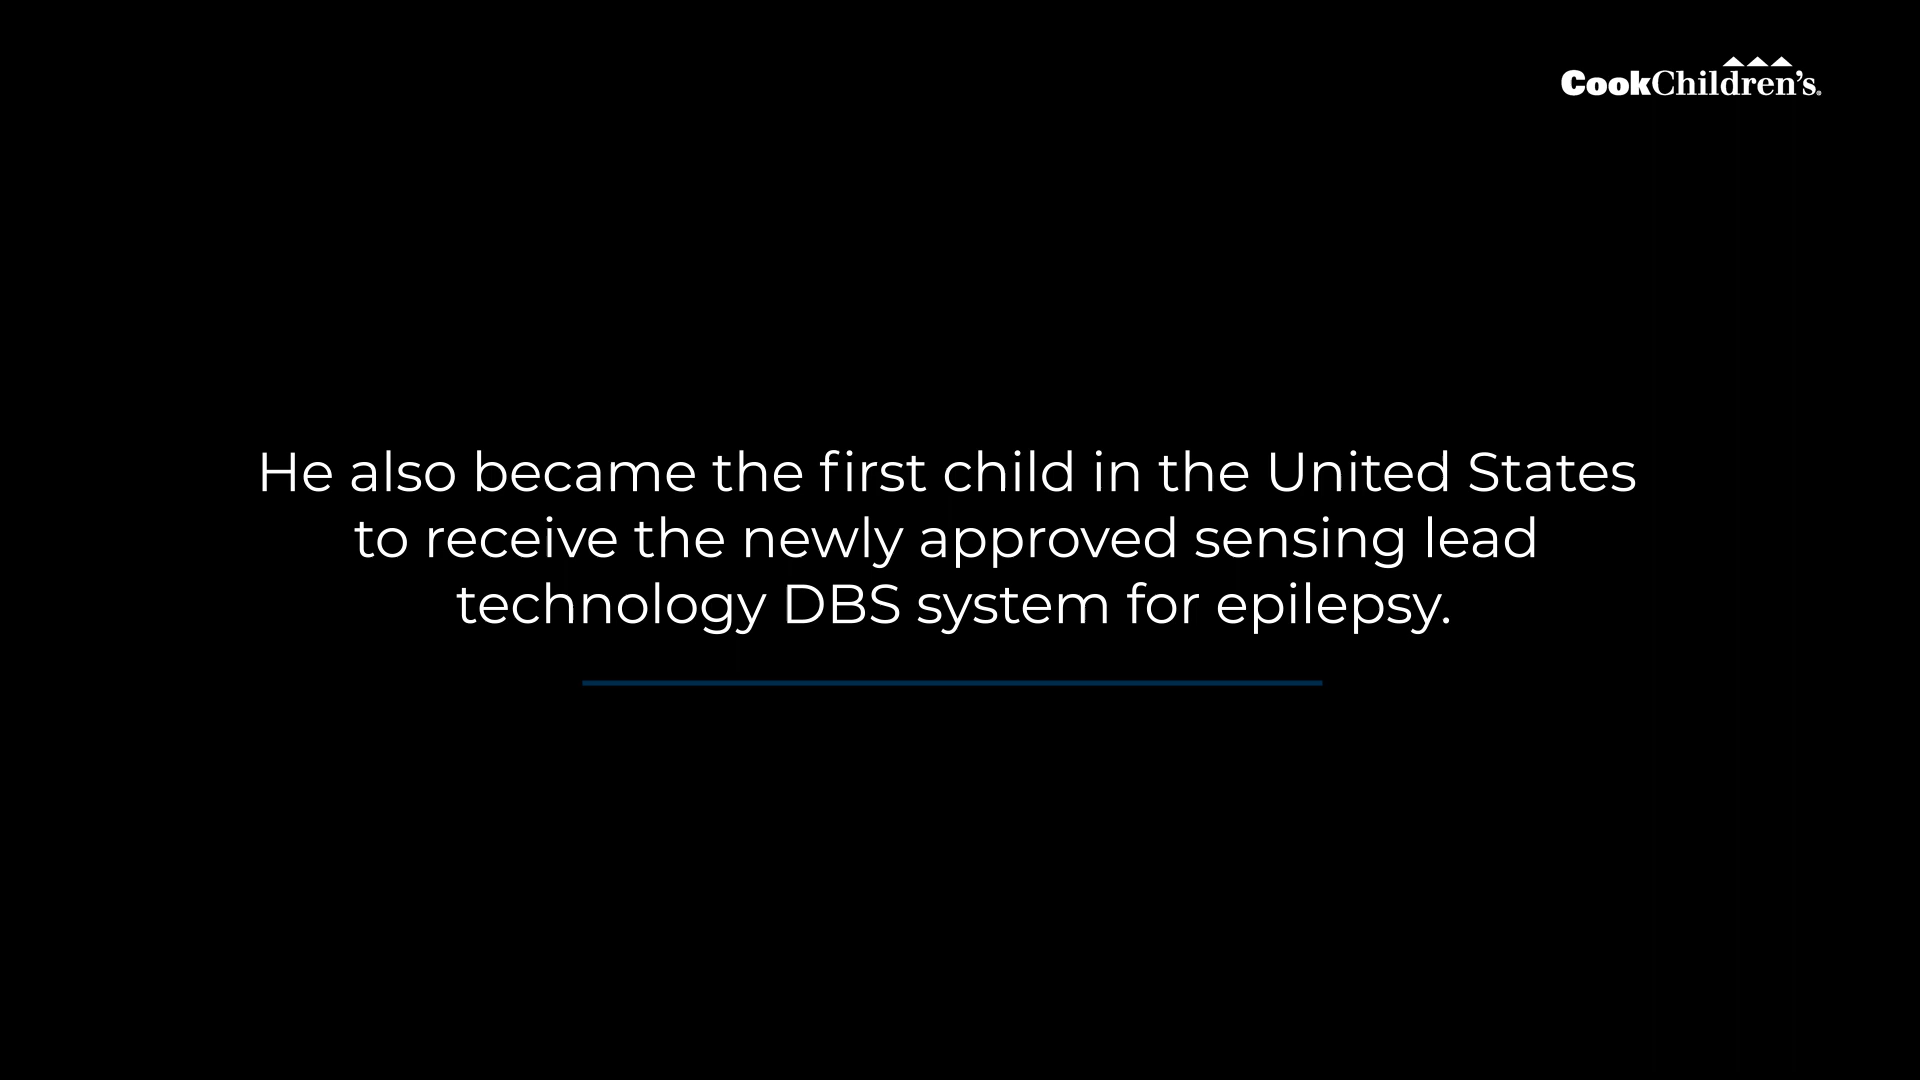 CookChildren's.
He also became the first child in the United States
to receive the newly approved sensing lead
technology DBS system for epilepsy.